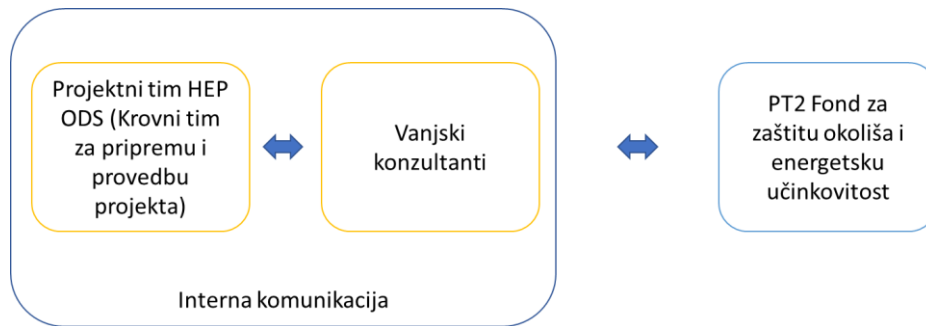 Projektni tim HEP
ODS (Krovni tim
za pripremu i
provedbu
projekta)
Vanjski
konzultanti
PT2 Fond za
zaštitu okoliša i
energetsku
učinkovitost
Interna komunikacija